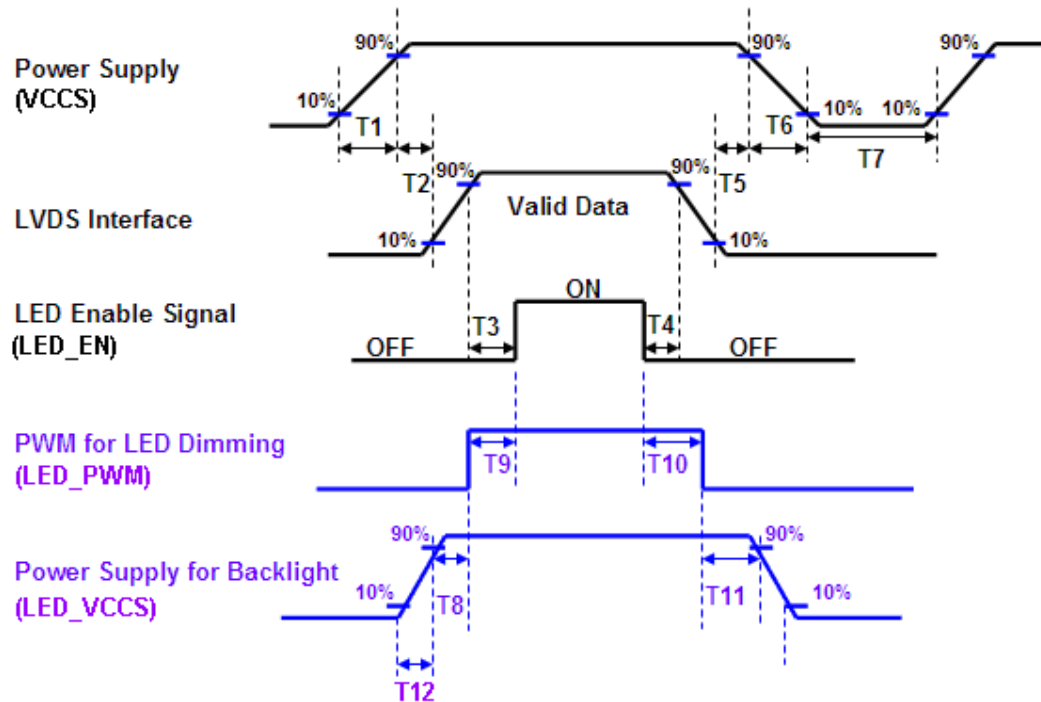 90%
90%
90%
Power Supply
(VCCS)
10%
10%
10%
T1
T6
T7
T2
90%
90%
T5
LVDS Interface
Valid Data
10%
10%
ON
LED Enable Signal
(LED_EN)
T3
T4
OFF
OFF
PWM for LED Dimming
(LED_PWM)
T9
T10
90%
90%
Power Supply for Backlight
(LED_VCCS)
10%
T8
T11
10%
T12